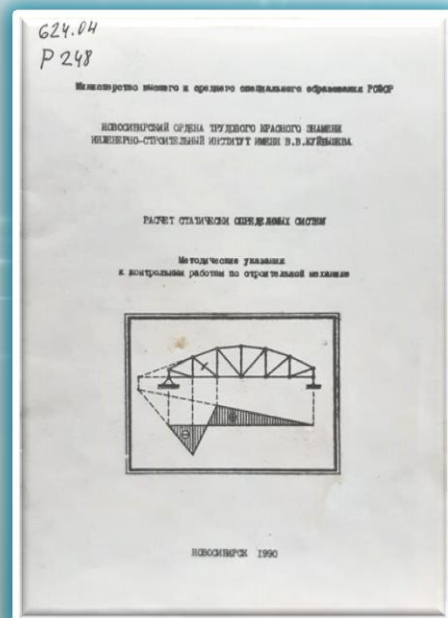 624.04
Р 248
Министерство высшего и среднего специального образования РСФСР
НОВОСИБИРСКИЙ ОРДЕНА ТРУДОВОГО КРАСНОГО ЗНАМЕНИ
ИНЖЕНЕРНО-СТРОИТЕЛЬНЫЙ ИНСТИТУТ ИМЕНИ В.В.КУЙБЫШЕВА
РАСЧЕТ СТАТИЧЕСКИ ОПРЕДЕЛИМЫХ СИСТЕМ
Методические указания
к контрольным работам по строительной механике
НОВОСИБИРСК 1990